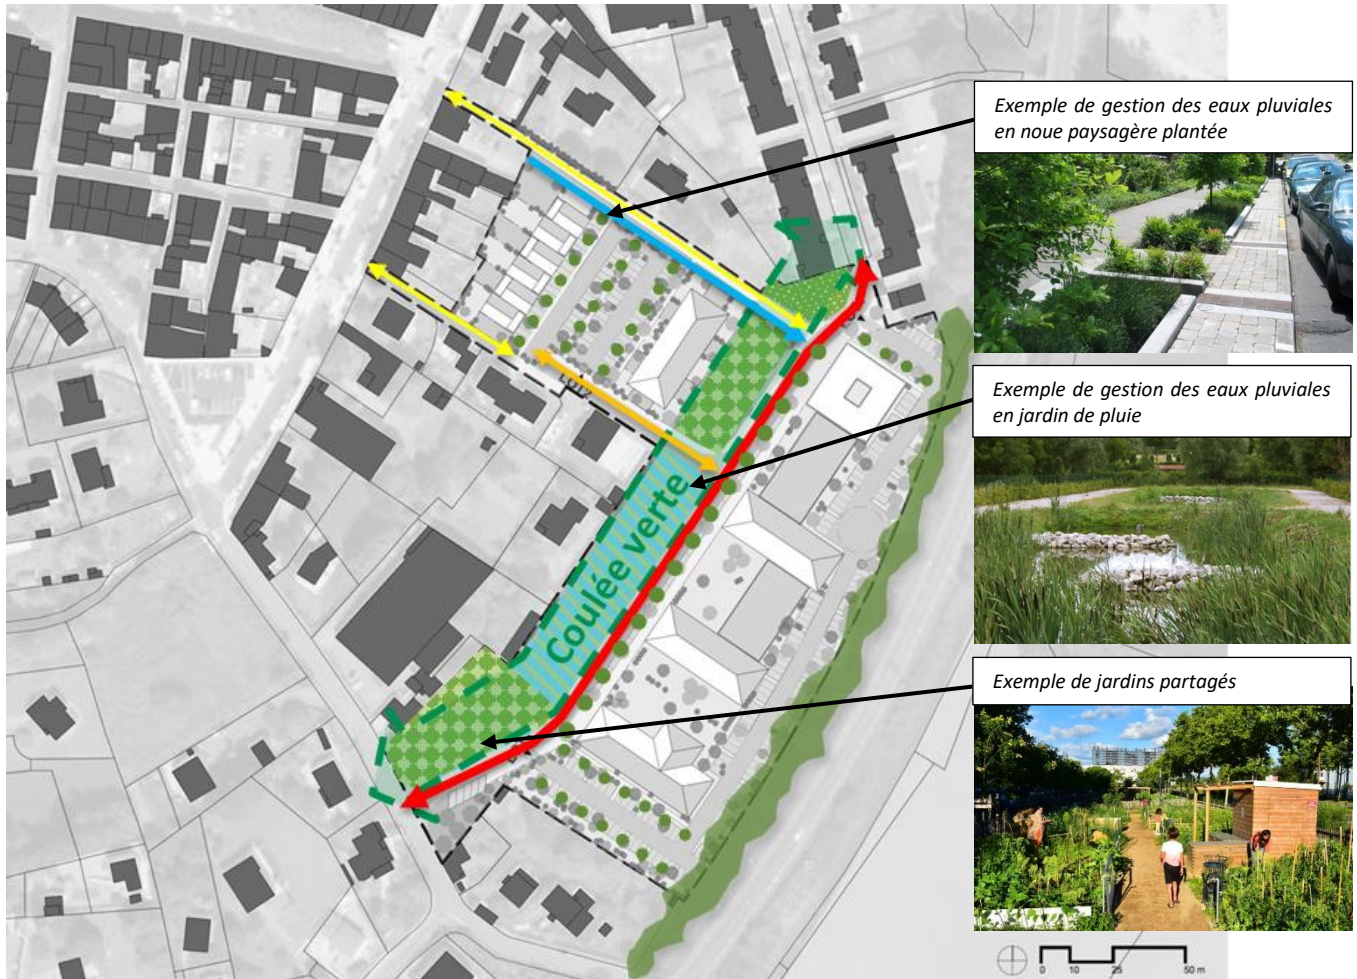 Exemple de gestion des eaux pluviales
en noue paysagère plantée
Exemple de gestion des eaux pluviales
en jardin de pluie
Coulée verte
Exemple de jardins partagés
0 10 25 50 m